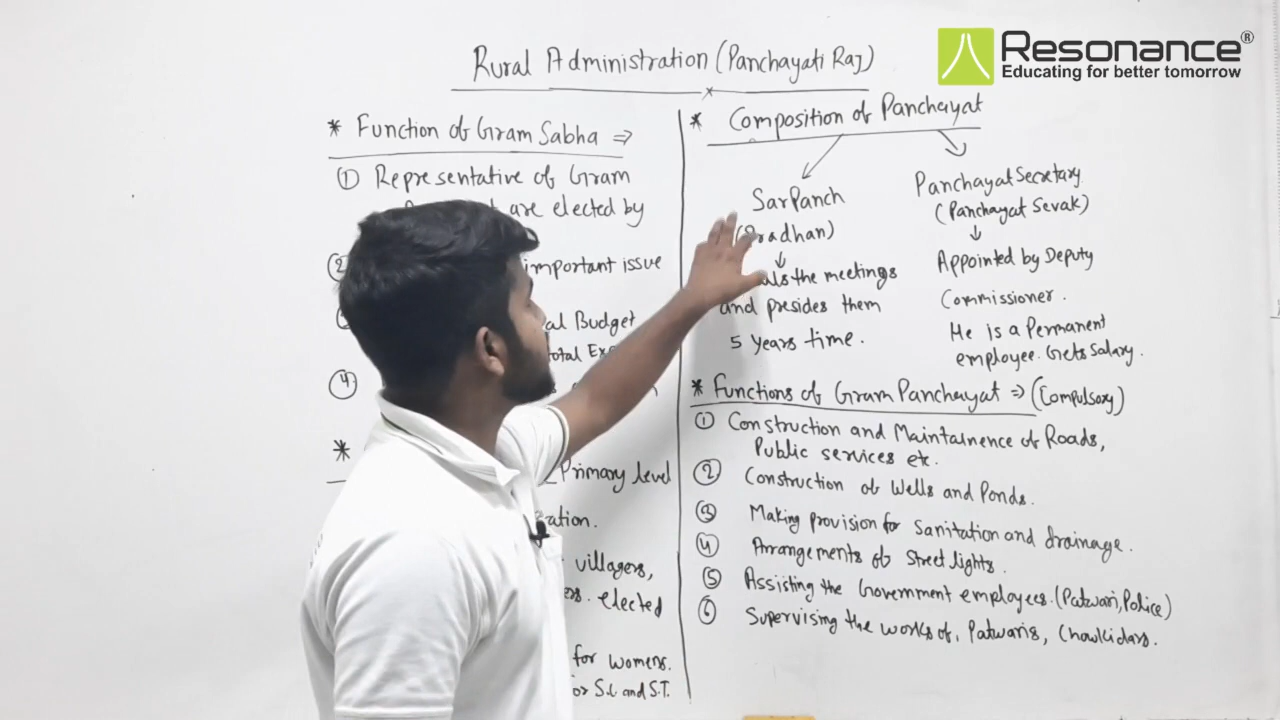 Resonance®
Educating for better tomorrow
Rural Administration (Panchayati Raj)
* Function of Gram Sabha ⇒
① Representative of Gram
are elected by
important issue
Budget
total
④
*
Primary level
villagers,
elected
for womens.
S.C and S.T.
* Composition of Panchayat
SarPanch
(Pradhan)
↓
the meetings
and presides them
5 years time.
Panchayat Secretary
(Panchayat Sevak)
↓
Appointed by Deputy
Commissioner.
He is a Permanent
employee. Gets Salary.
* Functions of Gram Panchayat ⇒ (Compulsory)
① Construction and Maintainence of Roads,
Public services etc.
② Construction of Wells and Ponds.
③ Making provision for Sanitation and drainage.
④ Arrangements of Street lights.
⑤ Assisting the Government employees. (Patwari, Police)
⑥ Supervising the works of, Patwaris, Chowkidars.